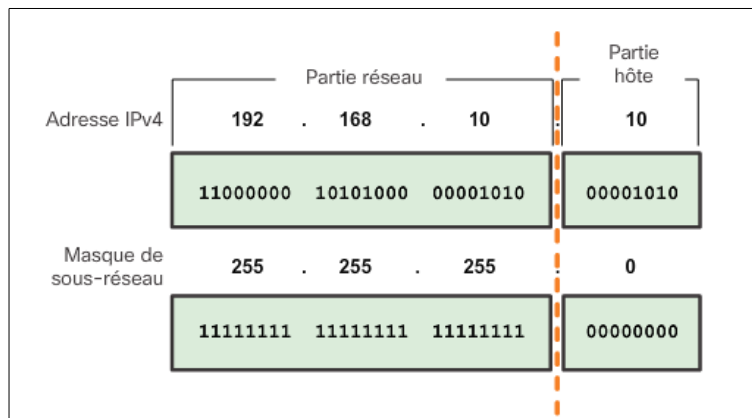 Partie réseau
Partie
hôte
Adresse IPv4
192 . 168 . 10 . 10
11000000 10101000 00001010 00001010
Masque de
sous-réseau
255 . 255 . 255 . 0
11111111 11111111 11111111 00000000